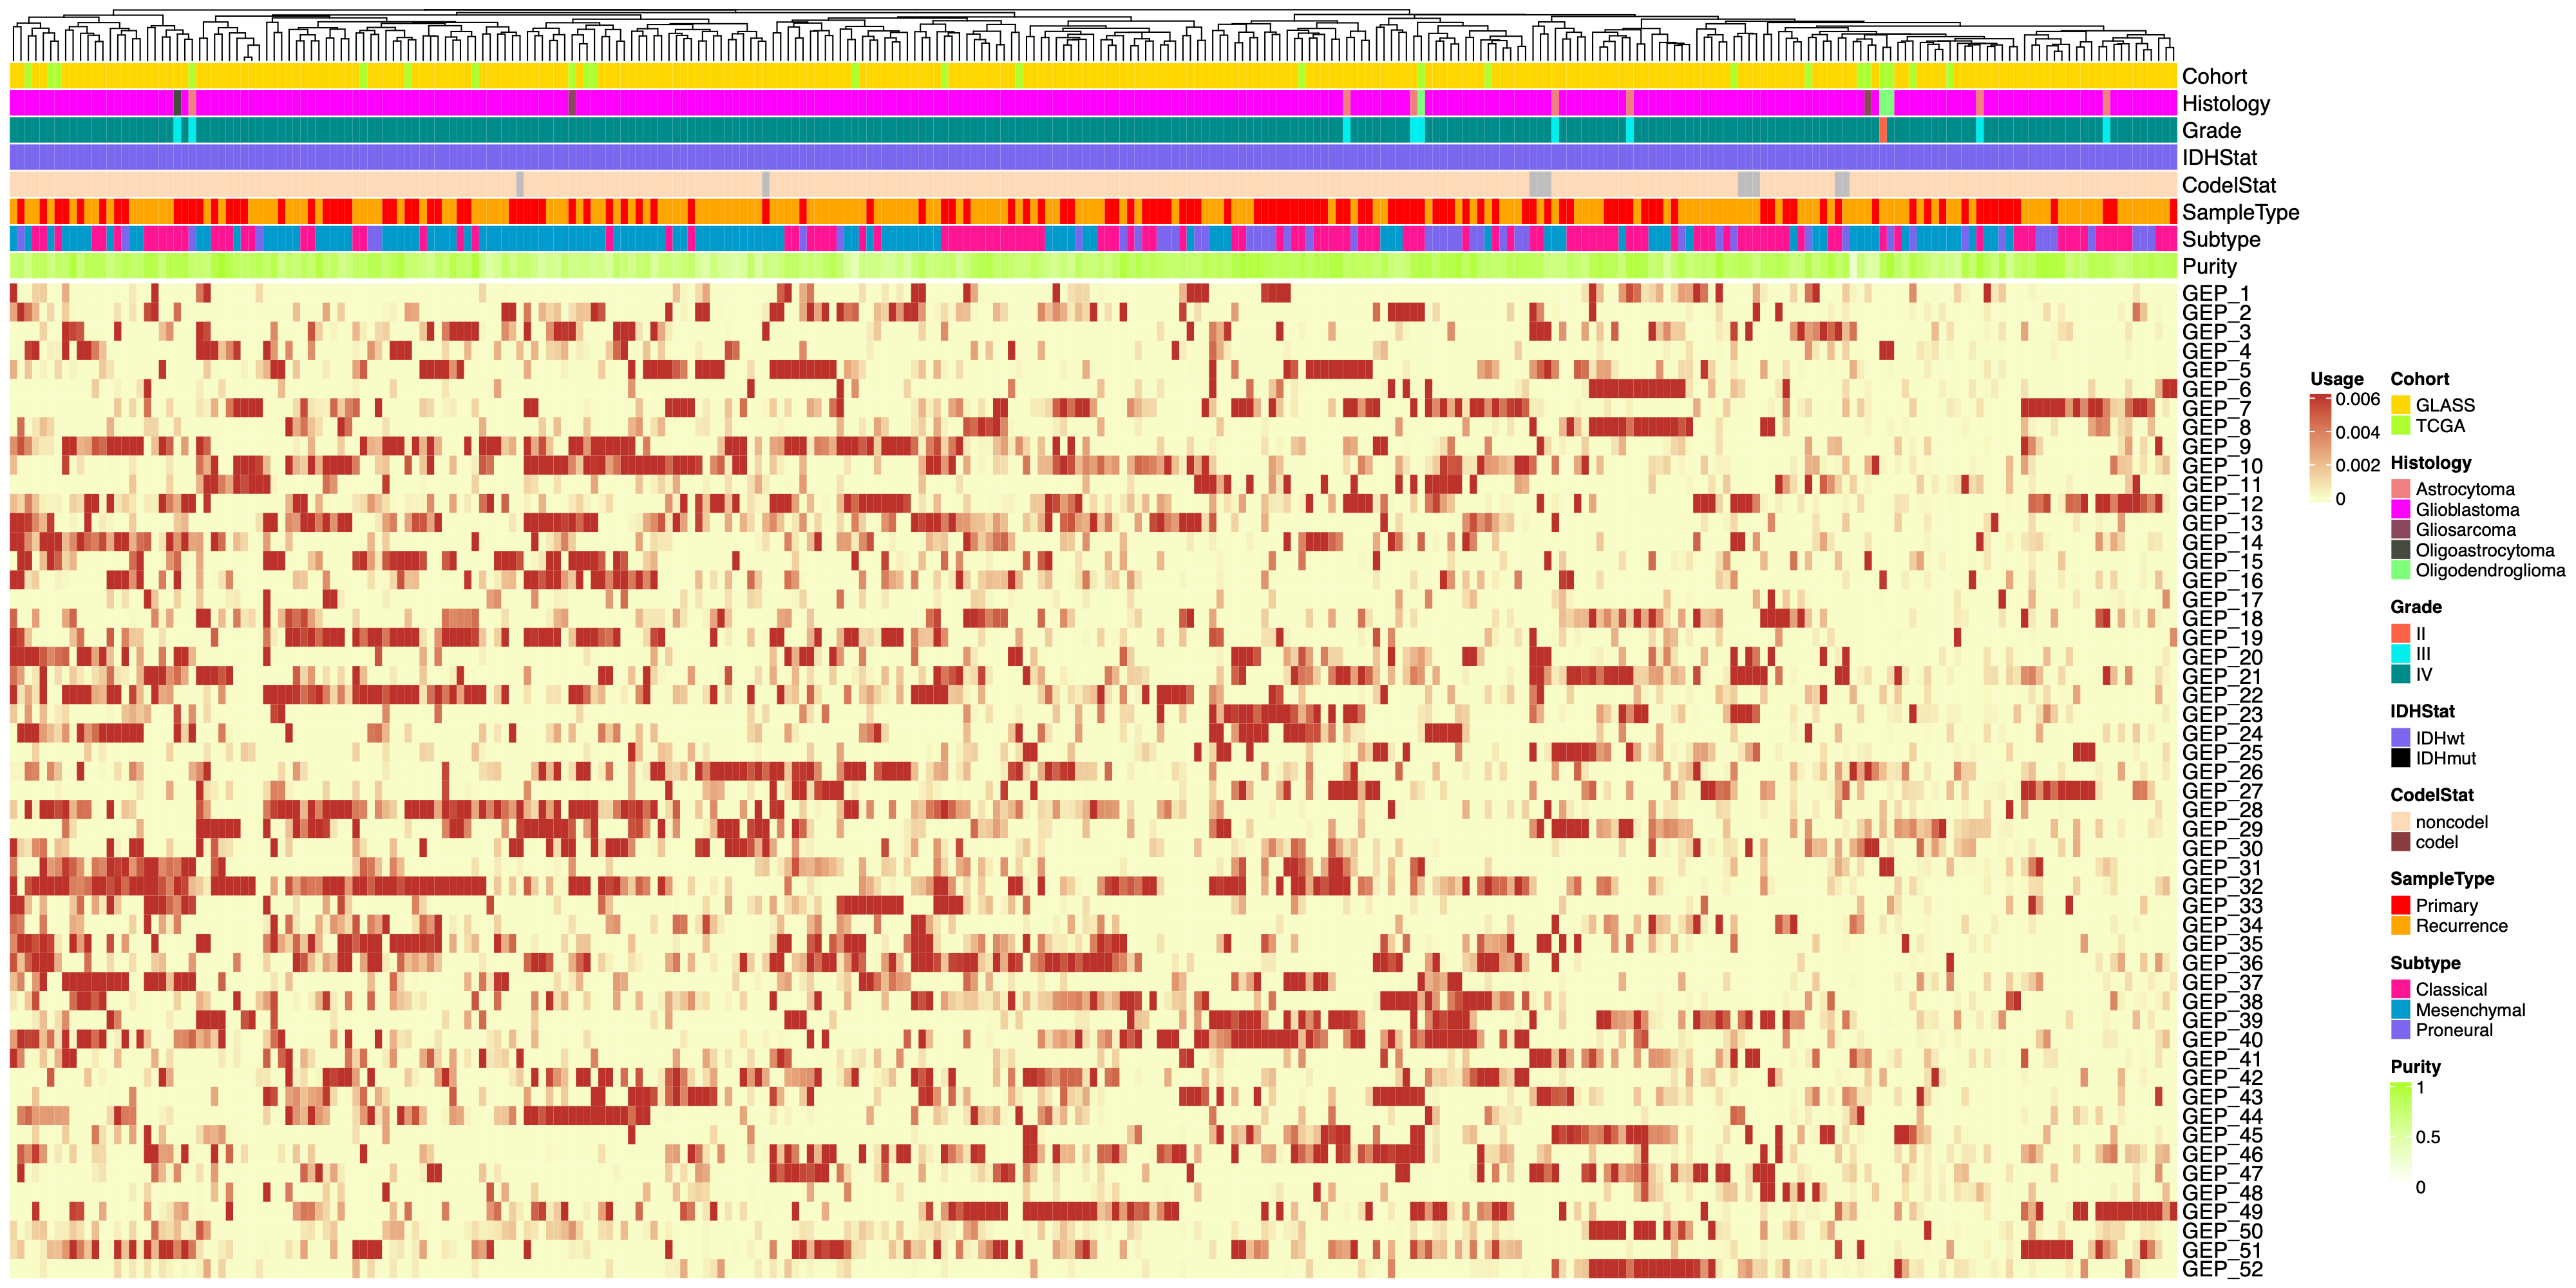 Cohort
Histology
Grade
IDHStat
CodelStat
SampleType
Subtype
Purity
GEP_1
GEP_2
GEP_3
GEP_4
GEP_5
GEP_6
GEP_7
GEP_8
GEP_9
GEP_10
GEP_11
GEP_12
GEP_13
GEP_14
GEP_15
GEP_16
GEP_17
GEP_18
GEP_19
GEP_20
GEP_21
GEP_22
GEP_23
GEP_24
GEP_25
GEP_26
GEP_27
GEP_28
GEP_29
GEP_30
GEP_31
GEP_32
GEP_33
GEP_34
GEP_35
GEP_36
GEP_37
GEP_38
GEP_39
GEP_40
GEP_41
GEP_42
GEP_43
GEP_44
GEP_45
GEP_46
GEP_47
GEP_48
GEP_49
GEP_50
GEP_51
GEP_52
Usage
0.006
0.004
0.002
0
Cohort
GLASS
TCGA
Histology
Astrocytoma
Glioblastoma
Gliosarcoma
Oligoastrocytoma
Oligodendroglioma
Grade
II
III
IV
IDHStat
IDHwt
IDHmut
CodelStat
noncodel
codel
SampleType
Primary
Recurrence
Subtype
Classical
Mesenchymal
Proneural
Purity
1
0.5
0